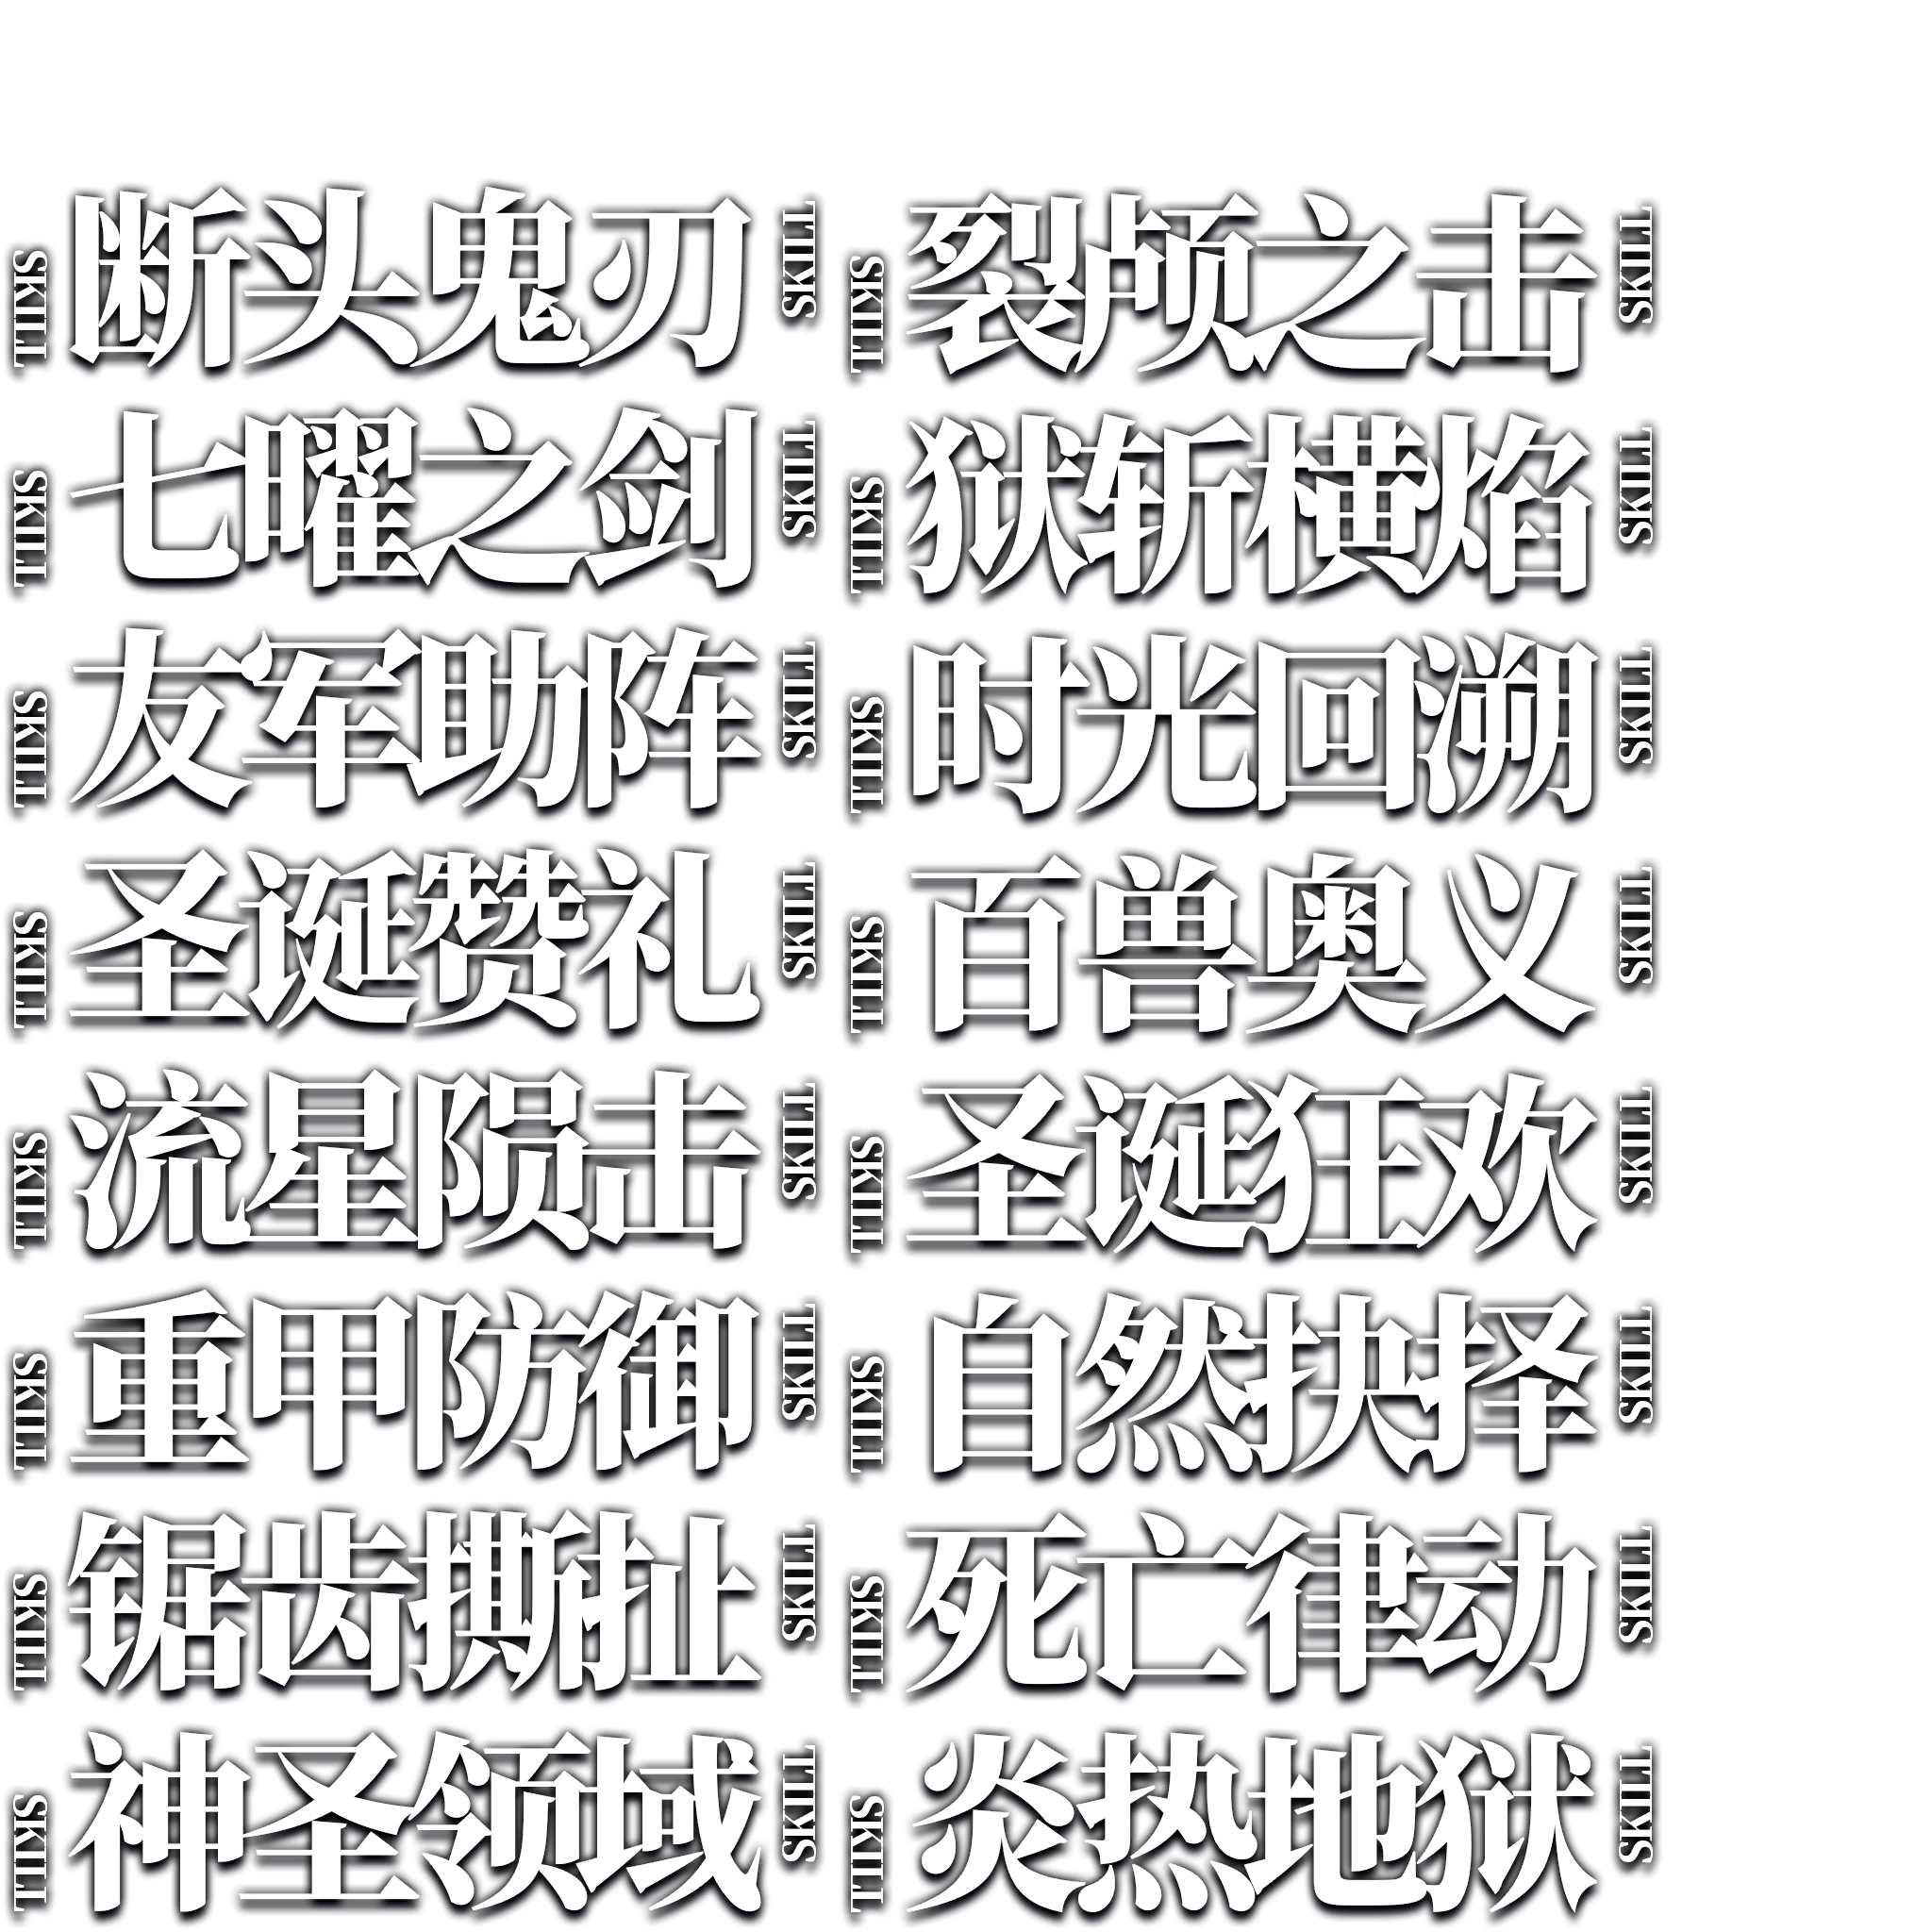 SKILL 断头鬼刃 SKILL SKILL 裂颅之击 SKILL
SKILL 七曜之剑 SKILL SKILL 狱斩横焰 SKILL
SKILL 友军助阵 SKILL SKILL 时光回溯 SKILL
SKILL 圣诞赞礼 SKILL SKILL 百兽奥义 SKILL
SKILL 流星陨击 SKILL SKILL 圣诞狂欢 SKILL
SKILL 重甲防御 SKILL SKILL 自然抉择 SKILL
SKILL 锯齿撕扯 SKILL SKILL 死亡律动 SKILL
SKILL 神圣领域 SKILL SKILL 炎热地狱 SKILL